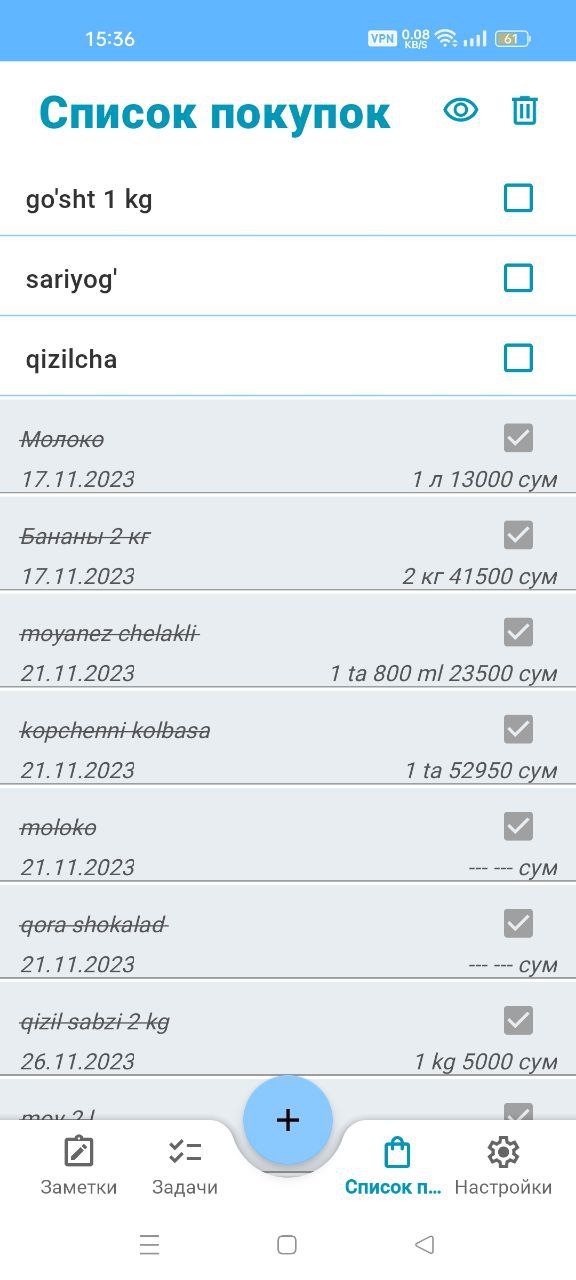 15:36
VPN 0.08 KB/S 61
Список покупок
go'sht 1 kg
sariyog'
qizilcha
Молоко
17.11.2023 1 л 13000 сум
Бананы 2 кг
17.11.2023 2 кг 41500 сум
moyanez chelakli
21.11.2023 1 ta 800 ml 23500 сум
kopchenni kolbasa
21.11.2023 1 ta 52950 сум
moloko
21.11.2023 --- --- сум
qora shokalad
21.11.2023 --- --- сум
qizil sabzi 2 kg
26.11.2023 1 kg 5000 сум
moy 2 l
Заметки Задачи Список п... Настройки